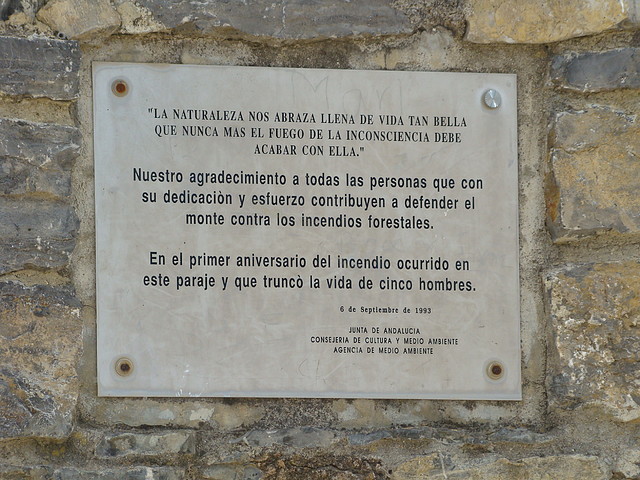 "LA NATURALEZA NOS ABRAZA LLENA DE VIDA TAN BELLA
QUE NUNCA MAS EL FUEGO DE LA INCONSCIENCIA DEBE
ACABAR CON ELLA."
Nuestro agradecimiento a todas las personas que con
su dedicaciòn y esfuerzo contribuyen a defender el
monte contra los incendios forestales.
En el primer aniversario del incendio ocurrido en
este paraje y que truncò la vida de cinco hombres.
6 de Septiembre de 1993
JUNTA DE ANDALUCIA
CONSEJERIA DE CULTURA Y MEDIO AMBIENTE
AGENCIA DE MEDIO AMBIENTE